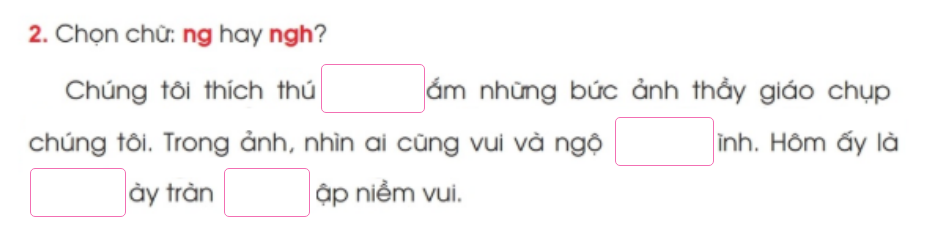 2. Chọn chữ: ng hay ngh?
Chúng tôi thích thú ắm những bức ảnh thầy giáo chụp
chúng tôi. Trong ảnh, nhìn ai cũng vui và ngộ ĩnh. Hôm ấy là
ày tràn ập niềm vui.